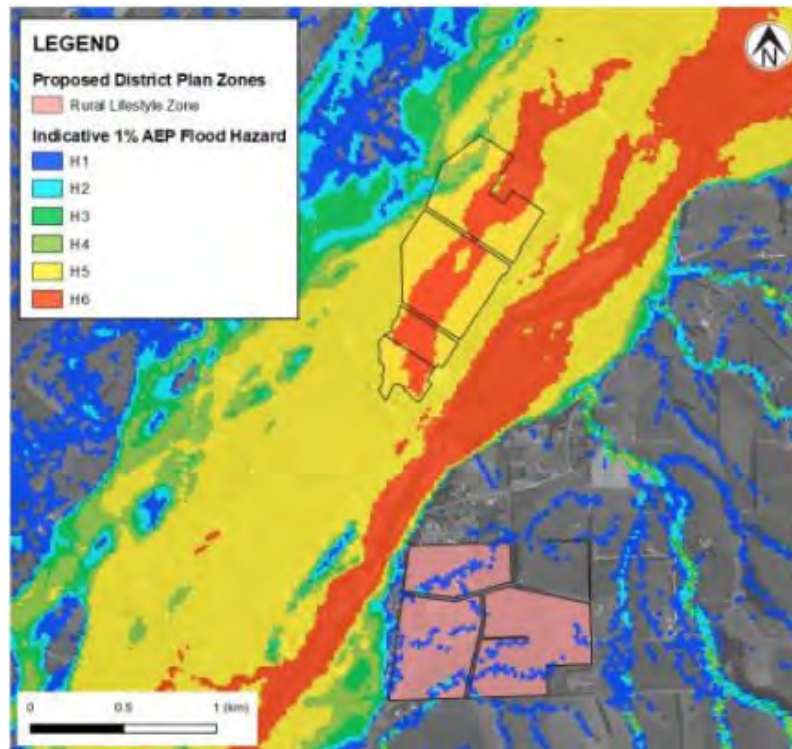 LEGEND
Proposed District Plan Zones
Rural Lifestyle Zone
Indicative 1% AEP Flood Hazard
H1
H2
H3
H4
H5
H6
N
0 0.5 1 (km)